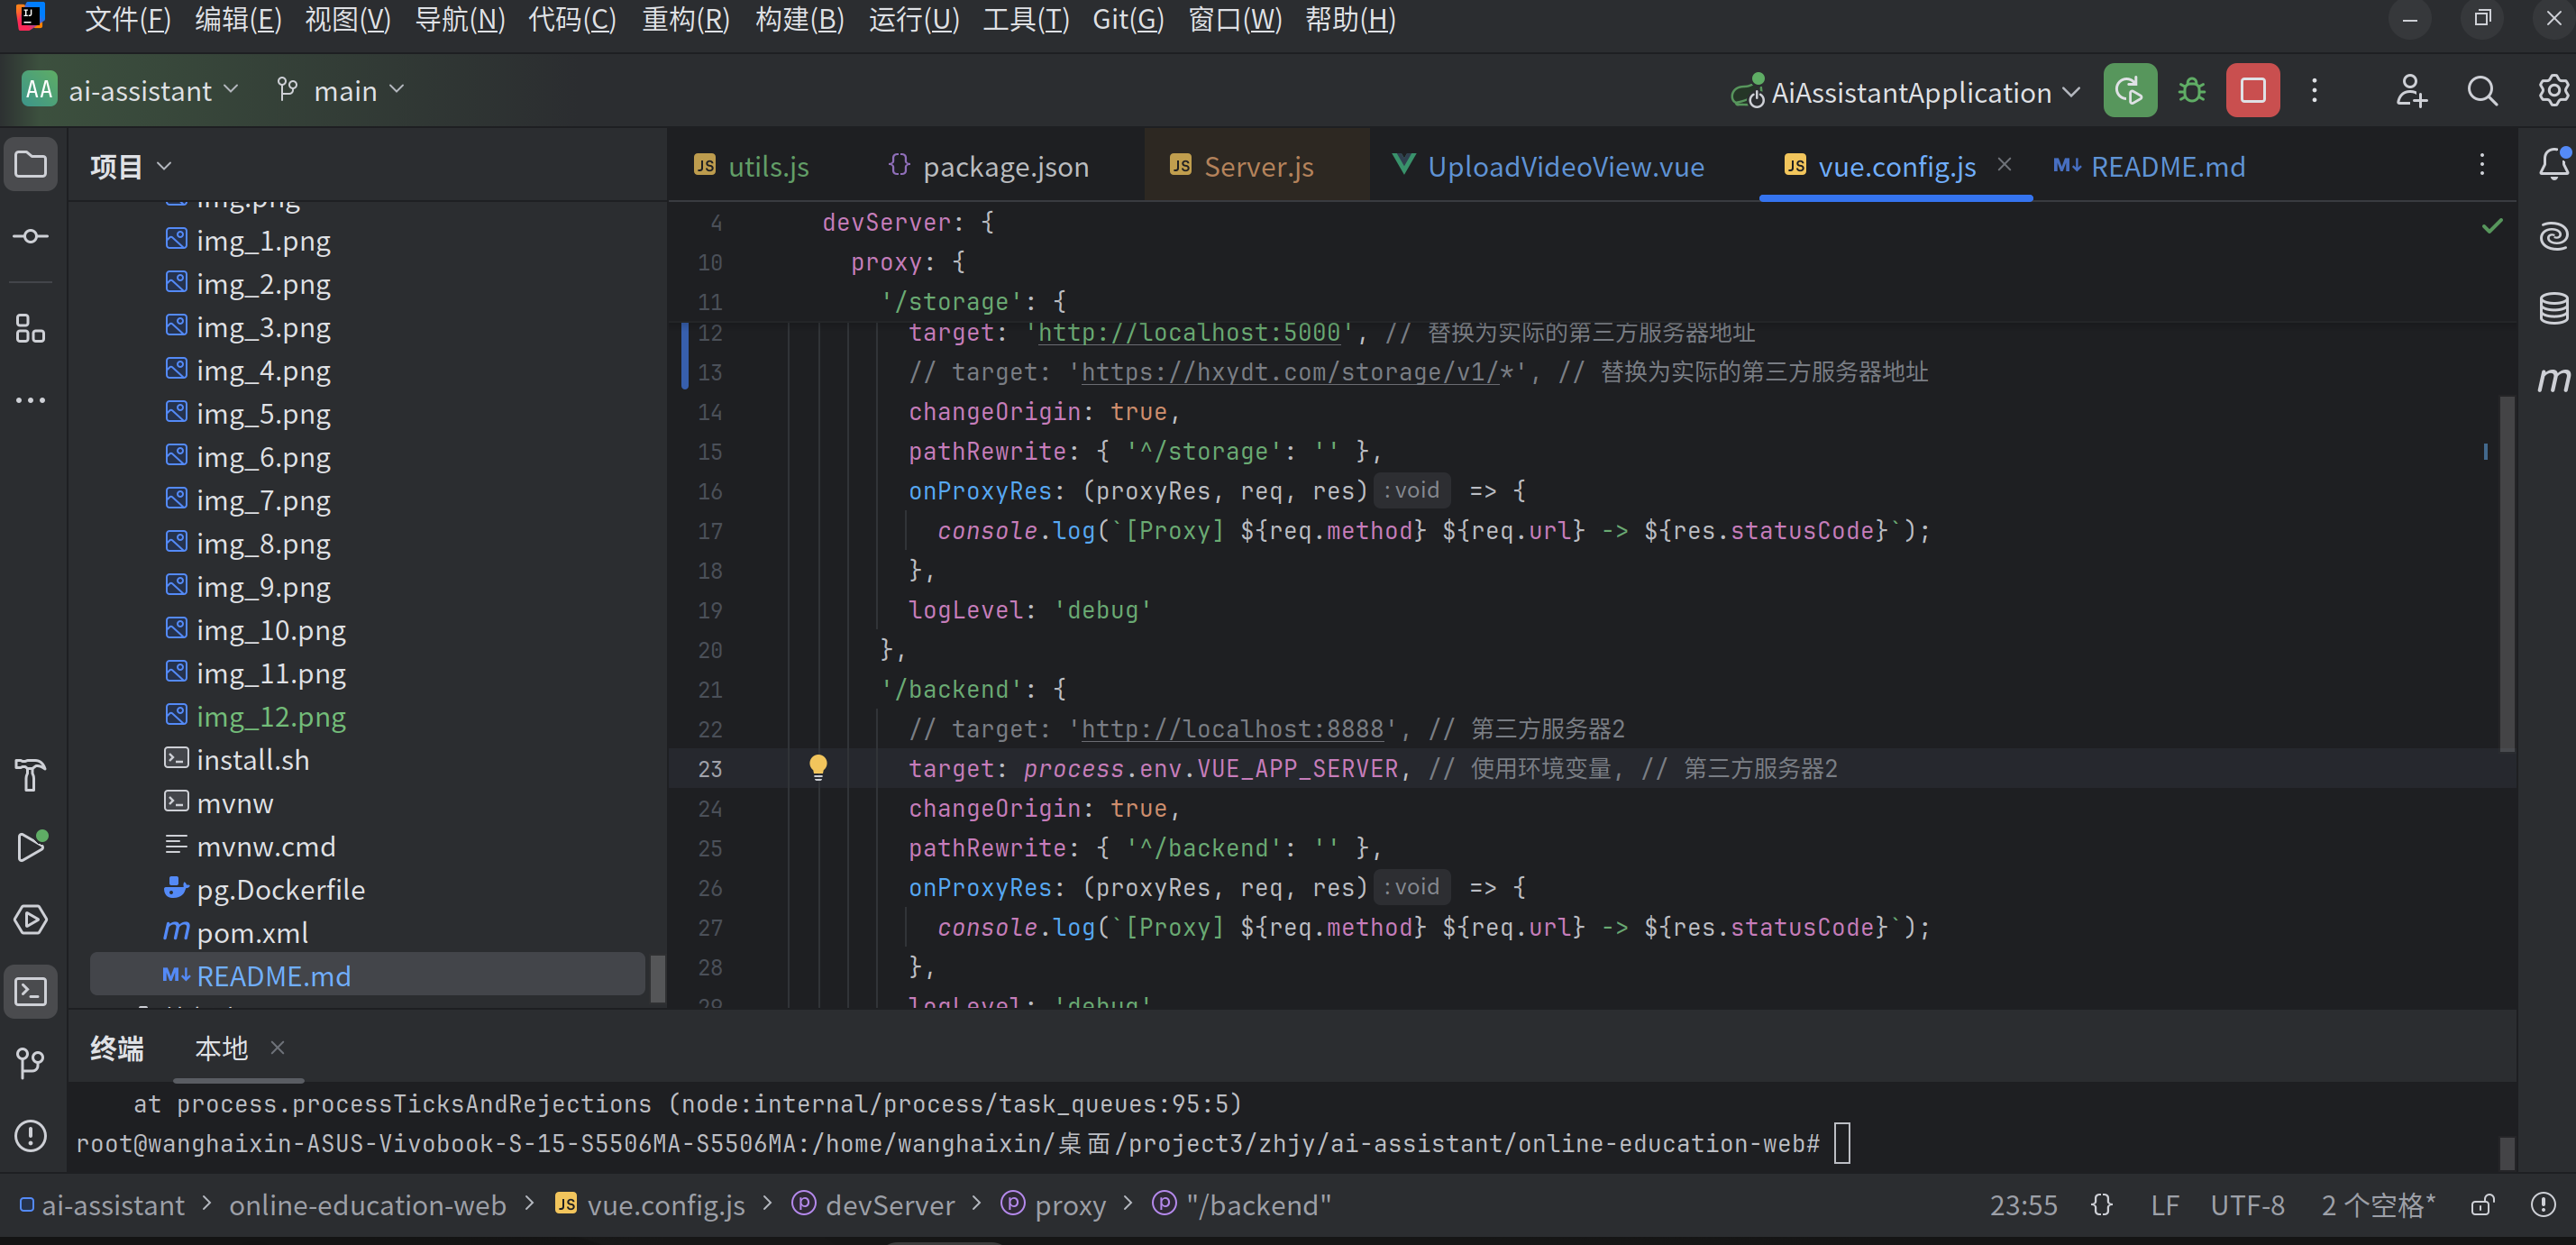 文件(F) 编辑(E) 视图(V) 导航(N) 代码(C) 重构(R) 构建(B) 运行(U) 工具(T) Git(G) 窗口(W) 帮助(H)
AA ai-assistant main AiAssistantApplication
项目
img.png
img_1.png
img_2.png
img_3.png
img_4.png
img_5.png
img_6.png
img_7.png
img_8.png
img_9.png
img_10.png
img_11.png
img_12.png
install.sh
mvnw
mvnw.cmd
pg.Dockerfile
pom.xml
README.md
utils.js package.json Server.js UploadVideoView.vue vue.config.js README.md
4 devServer: {
10 proxy: {
11 '/storage': {
12 target: 'http://localhost:5000', // 替换为实际的第三方服务器地址
13 // target: 'https://hxydt.com/storage/v1/*', // 替换为实际的第三方服务器地址
14 changeOrigin: true,
15 pathRewrite: { '^/storage': '' },
16 onProxyRes: (proxyRes, req, res) : void => {
17 console.log(`[Proxy] ${req.method} ${req.url} -> ${res.statusCode}`);
18 },
19 logLevel: 'debug'
20 },
21 '/backend': {
22 // target: 'http://localhost:8888', // 第三方服务器2
23 target: process.env.VUE_APP_SERVER, // 使用环境变量, // 第三方服务器2
24 changeOrigin: true,
25 pathRewrite: { '^/backend': '' },
26 onProxyRes: (proxyRes, req, res) : void => {
27 console.log(`[Proxy] ${req.method} ${req.url} -> ${res.statusCode}`);
28 },
29 logLevel: 'debug'
终端 本地
at process.processTicksAndRejections (node:internal/process/task_queues:95:5)
root@wanghaixin-ASUS-Vivobook-S-15-S5506MA-S5506MA:/home/wanghaixin/桌面/project3/zhjy/ai-assistant/online-education-web#
ai-assistant > online-education-web > vue.config.js > devServer > proxy > "/backend" 23:55 {} LF UTF-8 2 个空格*